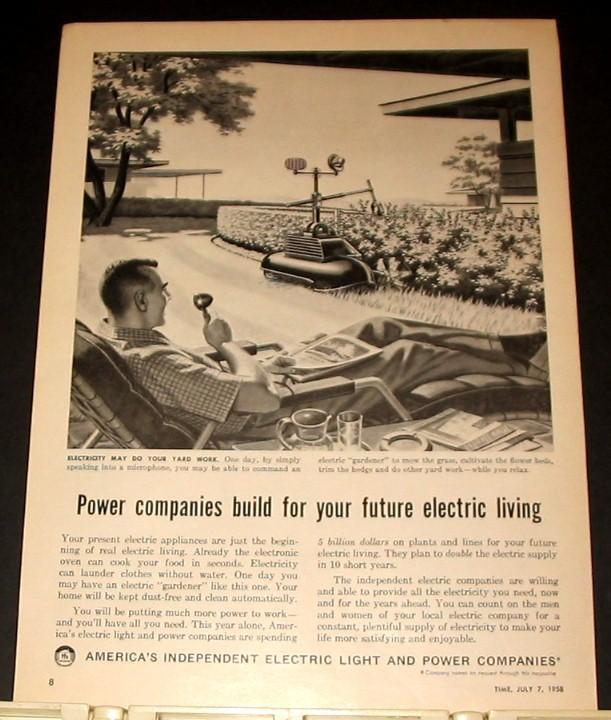 ELECTRICITY MAY DO YOUR YARD WORK. One day, by simply
speaking into a microphone, you may be able to command an
electric "gardener" to mow the grass, cultivate the flower beds,
trim the hedge and do other yard work—while you relax.
Power companies build for your future electric living
Your present electric appliances are just the begin-
ning of real electric living. Already the electronic
oven can cook your food in seconds. Electricity
can launder clothes without water. One day you
may have an electric "gardener" like this one. Your
home will be kept dust-free and clean automatically.
You will be putting much more power to work—
and you'll have all you need. This year alone, Amer-
ica's electric light and power companies are spending
5 billion dollars on plants and lines for your future
electric living. They plan to double the electric supply
in 10 short years.
The independent electric companies are willing
and able to provide all the electricity you need, now
and for the years ahead. You can count on the men
and women of your local electric company for a
constant, plentiful supply of electricity to make your
life more satisfying and enjoyable.
AMERICA'S INDEPENDENT ELECTRIC LIGHT AND POWER COMPANIES*
*Company names on request through this magazine
8
TIME, JULY 7, 1958